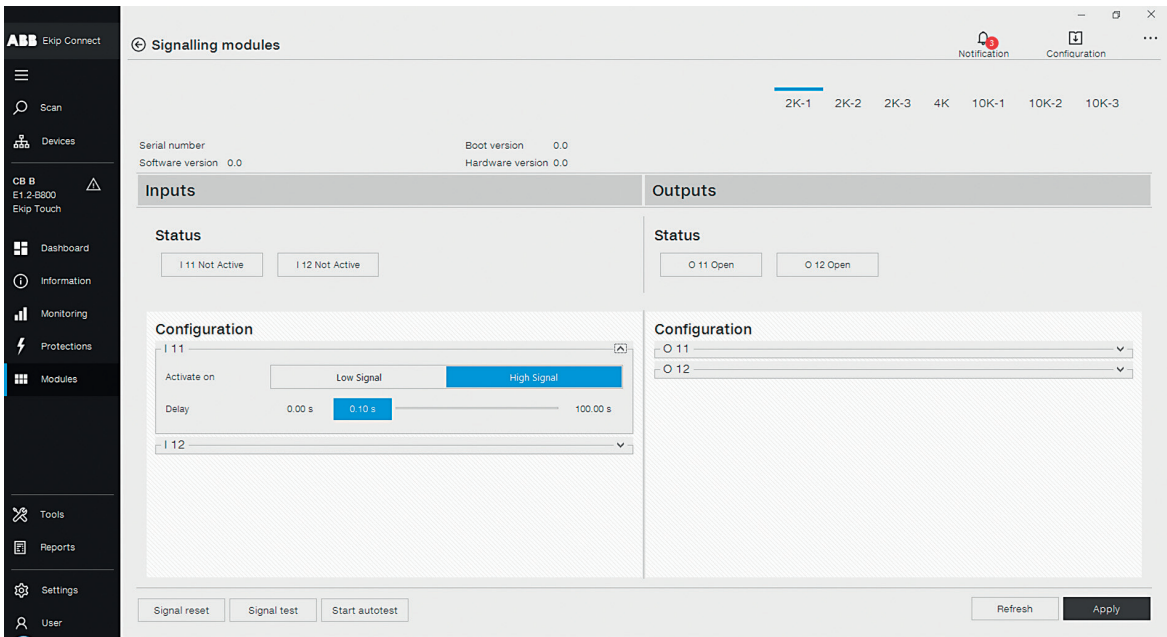 ABB Ekip Connect
Signalling modules
3
Notification
Configuration
Scan
Devices
CB B
E1.2-B800
Ekip Touch
Dashboard
Information
Monitoring
Protections
Modules
Tools
Reports
Settings
User
2K-1 2K-2 2K-3 4K 10K-1 10K-2 10K-3
Serial number
Boot version 0.0
Software version 0.0
Hardware version 0.0
Inputs
Status
I 11 Not Active I 12 Not Active
Configuration
I 11
Activate on Low Signal High Signal
Delay 0.00 s 0.10 s 100.00 s
I 12
Outputs
Status
O 11 Open O 12 Open
Configuration
O 11
O 12
Signal reset Signal test Start autotest
Refresh Apply